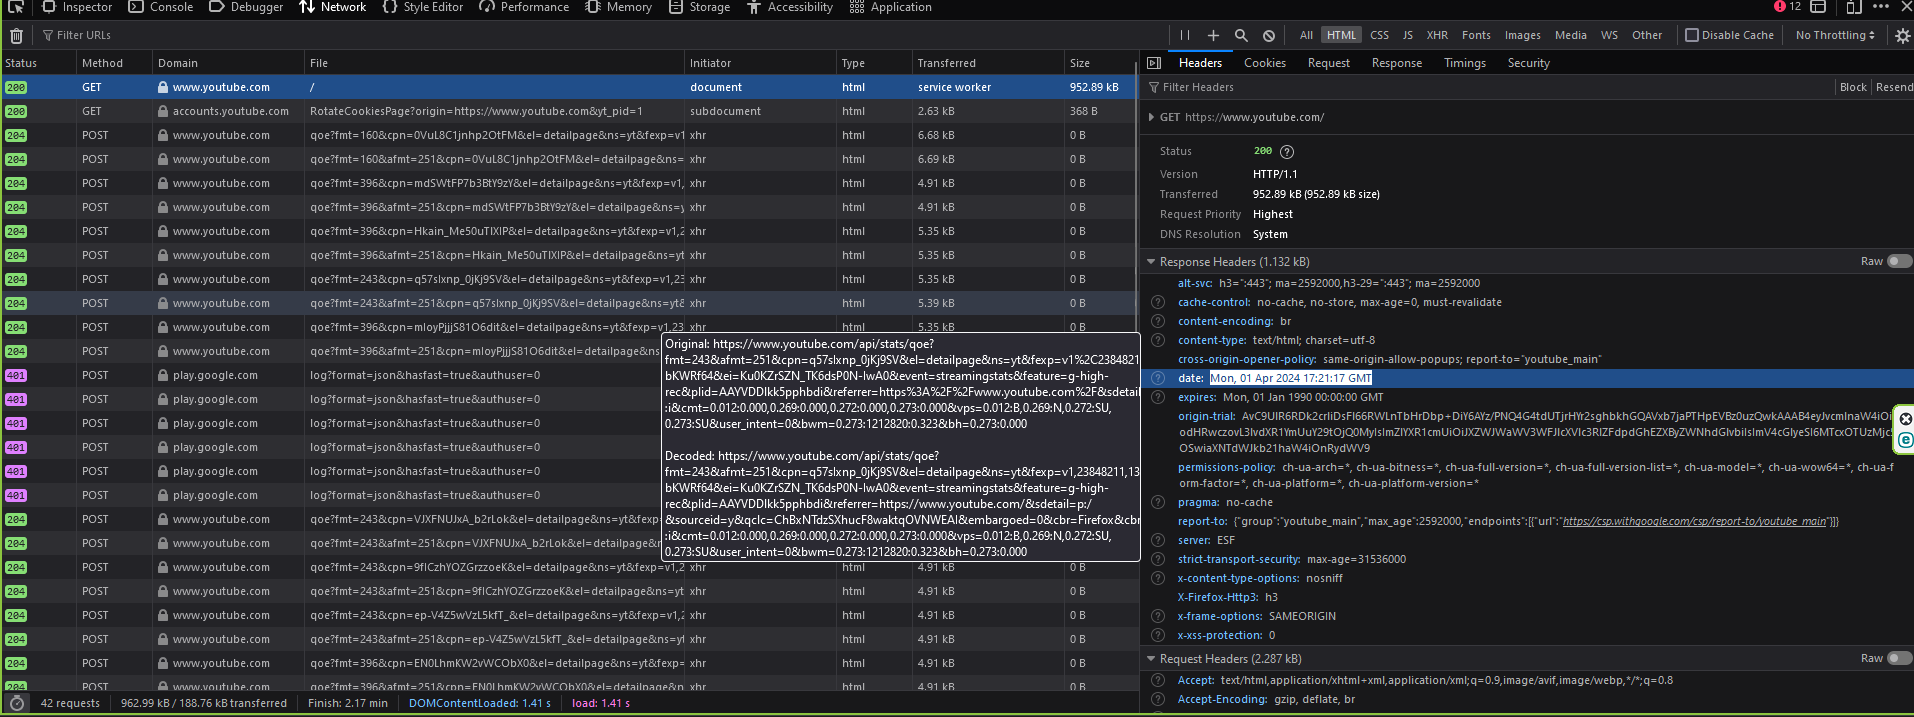 Inspector Console Debugger Network Style Editor Performance Memory Storage Accessibility Application 12
Filter URLs All HTML CSS JS XHR Fonts Images Media WS Other Disable Cache No Throttling
Status Method Domain File Initiator Type Transferred Size
200 GET www.youtube.com / document html service worker 952.89 kB
200 GET accounts.youtube.com RotateCookiesPage?origin=https://www.youtube.com&yt_pid=1 subdocument html 2.63 kB 368 B
204 POST www.youtube.com qoe?fmt=160&cpn=0VuL8C1jnhp2OtFM&el=detailpage&ns=yt&fexp=v1 xhr html 6.68 kB 0 B
204 POST www.youtube.com qoe?fmt=160&afmt=251&cpn=0VuL8C1jnhp2OtFM&el=detailpage&ns= xhr html 6.69 kB 0 B
204 POST www.youtube.com qoe?fmt=396&cpn=mdSWtFP7b3BtY9zY&el=detailpage&ns=yt&fexp=v1, xhr html 4.91 kB 0 B
204 POST www.youtube.com qoe?fmt=396&afmt=251&cpn=mdSWtFP7b3BtY9zY&el=detailpage&ns=y xhr html 4.91 kB 0 B
204 POST www.youtube.com qoe?fmt=396&cpn=Hkain_Me50uTIXIP&el=detailpage&ns=yt&fexp=v1,2 xhr html 5.35 kB 0 B
204 POST www.youtube.com qoe?fmt=396&afmt=251&cpn=Hkain_Me50uTIXIP&el=detailpage&ns=yt xhr html 5.35 kB 0 B
204 POST www.youtube.com qoe?fmt=243&cpn=q57slxnp_0jKj9SV&el=detailpage&ns=yt&fexp=v1,23 xhr html 5.35 kB 0 B
204 POST www.youtube.com qoe?fmt=243&afmt=251&cpn=q57slxnp_0jKj9SV&el=detailpage&ns=yt& xhr html 5.39 kB 0 B
204 POST www.youtube.com qoe?fmt=396&cpn=mloyPjjjS81O6dit&el=detailpage&ns=yt&fexp=v1,23 xhr html 5.35 kB 0 B
204 POST www.youtube.com qoe?fmt=396&afmt=251&cpn=mloyPjjjS81O6dit&el=detailpage&ns=yt&
401 POST play.google.com log?format=json&hasfast=true&authuser=0
401 POST play.google.com log?format=json&hasfast=true&authuser=0
401 POST play.google.com log?format=json&hasfast=true&authuser=0
401 POST play.google.com log?format=json&hasfast=true&authuser=0
401 POST play.google.com log?format=json&hasfast=true&authuser=0
401 POST play.google.com log?format=json&hasfast=true&authuser=0
204 POST www.youtube.com qoe?fmt=243&cpn=VJXFNUJxA_b2rLok&el=detailpage&ns=yt&fexp=v1,
204 POST www.youtube.com qoe?fmt=243&afmt=251&cpn=VJXFNUJxA_b2rLok&el=detailpage&ns=y
204 POST www.youtube.com qoe?fmt=396&cpn=9fICzhYOZGrzzoeK&el=detailpage&ns=yt&fexp=v1, xhr html 4.91 kB 0 B
204 POST www.youtube.com qoe?fmt=396&afmt=251&cpn=9fICzhYOZGrzzoeK&el=detailpage&ns=y xhr html 4.91 kB 0 B
204 POST www.youtube.com qoe?fmt=243&cpn=ep-V4Z5wVzL5kfT_&el=detailpage&ns=yt&fexp=v1,2 xhr html 4.91 kB 0 B
204 POST www.youtube.com qoe?fmt=243&afmt=251&cpn=ep-V4Z5wVzL5kfT_&el=detailpage&ns=yt xhr html 4.91 kB 0 B
204 POST www.youtube.com qoe?fmt=396&cpn=EN0LhmKW2vWCObX0&el=detailpage&ns=yt&fexp= xhr html 4.91 kB 0 B
204 POST www.youtube.com qoe?fmt=396&afmt=251&cpn=EN0LhmKW2vWCObX0&el=detailpage&ns xhr html 4.91 kB 0 B
Original: https://www.youtube.com/api/stats/qoe?
fmt=243&afmt=251&cpn=q57slxnp_0jKj9SV&el=detailpage&ns=yt&fexp=v1%2C2384821
bKWRf64&ei=Ku0KZrSZN_TK6dsP0N-IwA0&event=streamingstats&feature=g-high-
rec&plid=AAYVDDIkk5pphbdi&referrer=https%3A%2F%2Fwww.youtube.com%2F&sdetail
:i&cmt=0.012:0.000,0.269:0.000,0.272:0.000,0.273:0.000&vps=0.012:B,0.269:N,0.272:SU,
0.273:SU&user_intent=0&bwm=0.273:1212820:0.323&bh=0.273:0.000
Decoded: https://www.youtube.com/api/stats/qoe?
fmt=243&afmt=251&cpn=q57slxnp_0jKj9SV&el=detailpage&ns=yt&fexp=v1,23848211,13
bKWRf64&ei=Ku0KZrSZN_TK6dsP0N-IwA0&event=streamingstats&feature=g-high-
rec&plid=AAYVDDIkk5pphbdi&referrer=https://www.youtube.com/&sdetail=p:/
&sourceid=y&qclc=ChBxNTdzSXhucF8waktqOVNWEAI&embargoed=0&cbr=Firefox&cbr
:i&cmt=0.012:0.000,0.269:0.000,0.272:0.000,0.273:0.000&vps=0.012:B,0.269:N,0.272:SU,
0.273:SU&user_intent=0&bwm=0.273:1212820:0.323&bh=0.273:0.000
42 requests 962.99 kB / 188.76 kB transferred Finish: 2.17 min DOMContentLoaded: 1.41 s load: 1.41 s
Headers Cookies Request Response Timings Security
Filter Headers Block Resend
GET https://www.youtube.com/
Status 200
Version HTTP/1.1
Transferred 952.89 kB (952.89 kB size)
Request Priority Highest
DNS Resolution System
Response Headers (1.132 kB) Raw
alt-svc: h3=":443"; ma=2592000,h3-29=":443"; ma=2592000
cache-control: no-cache, no-store, max-age=0, must-revalidate
content-encoding: br
content-type: text/html; charset=utf-8
cross-origin-opener-policy: same-origin-allow-popups; report-to="youtube_main"
date: Mon, 01 Apr 2024 17:21:17 GMT
expires: Mon, 01 Jan 1990 00:00:00 GMT
origin-trial:
permissions-policy: ch-ua-arch=*, ch-ua-bitness=*, ch-ua-full-version=*, ch-ua-full-version-list=*, ch-ua-model=*, ch-ua-wow64=*, ch-ua-f
orm-factor=*, ch-ua-platform=*, ch-ua-platform-version=*
pragma: no-cache
report-to: {"group":"youtube_main","max_age":2592000,"endpoints":[{"url":"https://csp.withgoogle.com/csp/report-to/youtube_main"}]}
server: ESF
strict-transport-security: max-age=31536000
x-content-type-options: nosniff
X-Firefox-Http3: h3
x-frame-options: SAMEORIGIN
x-xss-protection: 0
Request Headers (2.287 kB) Raw
Accept: text/html,application/xhtml+xml,application/xml;q=0.9,image/avif,image/webp,*/*;q=0.8
Accept-Encoding: gzip, deflate, br